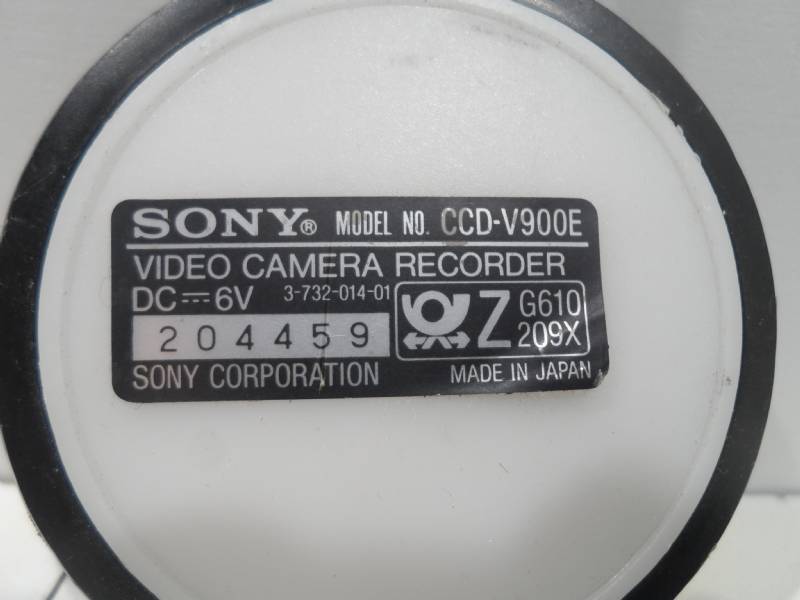 SONY® MODEL NO. CCD-V900E
VIDEO CAMERA RECORDER
DC⎓6V 3-732-014-01
204459
Z G610
209X
SONY CORPORATION MADE IN JAPAN